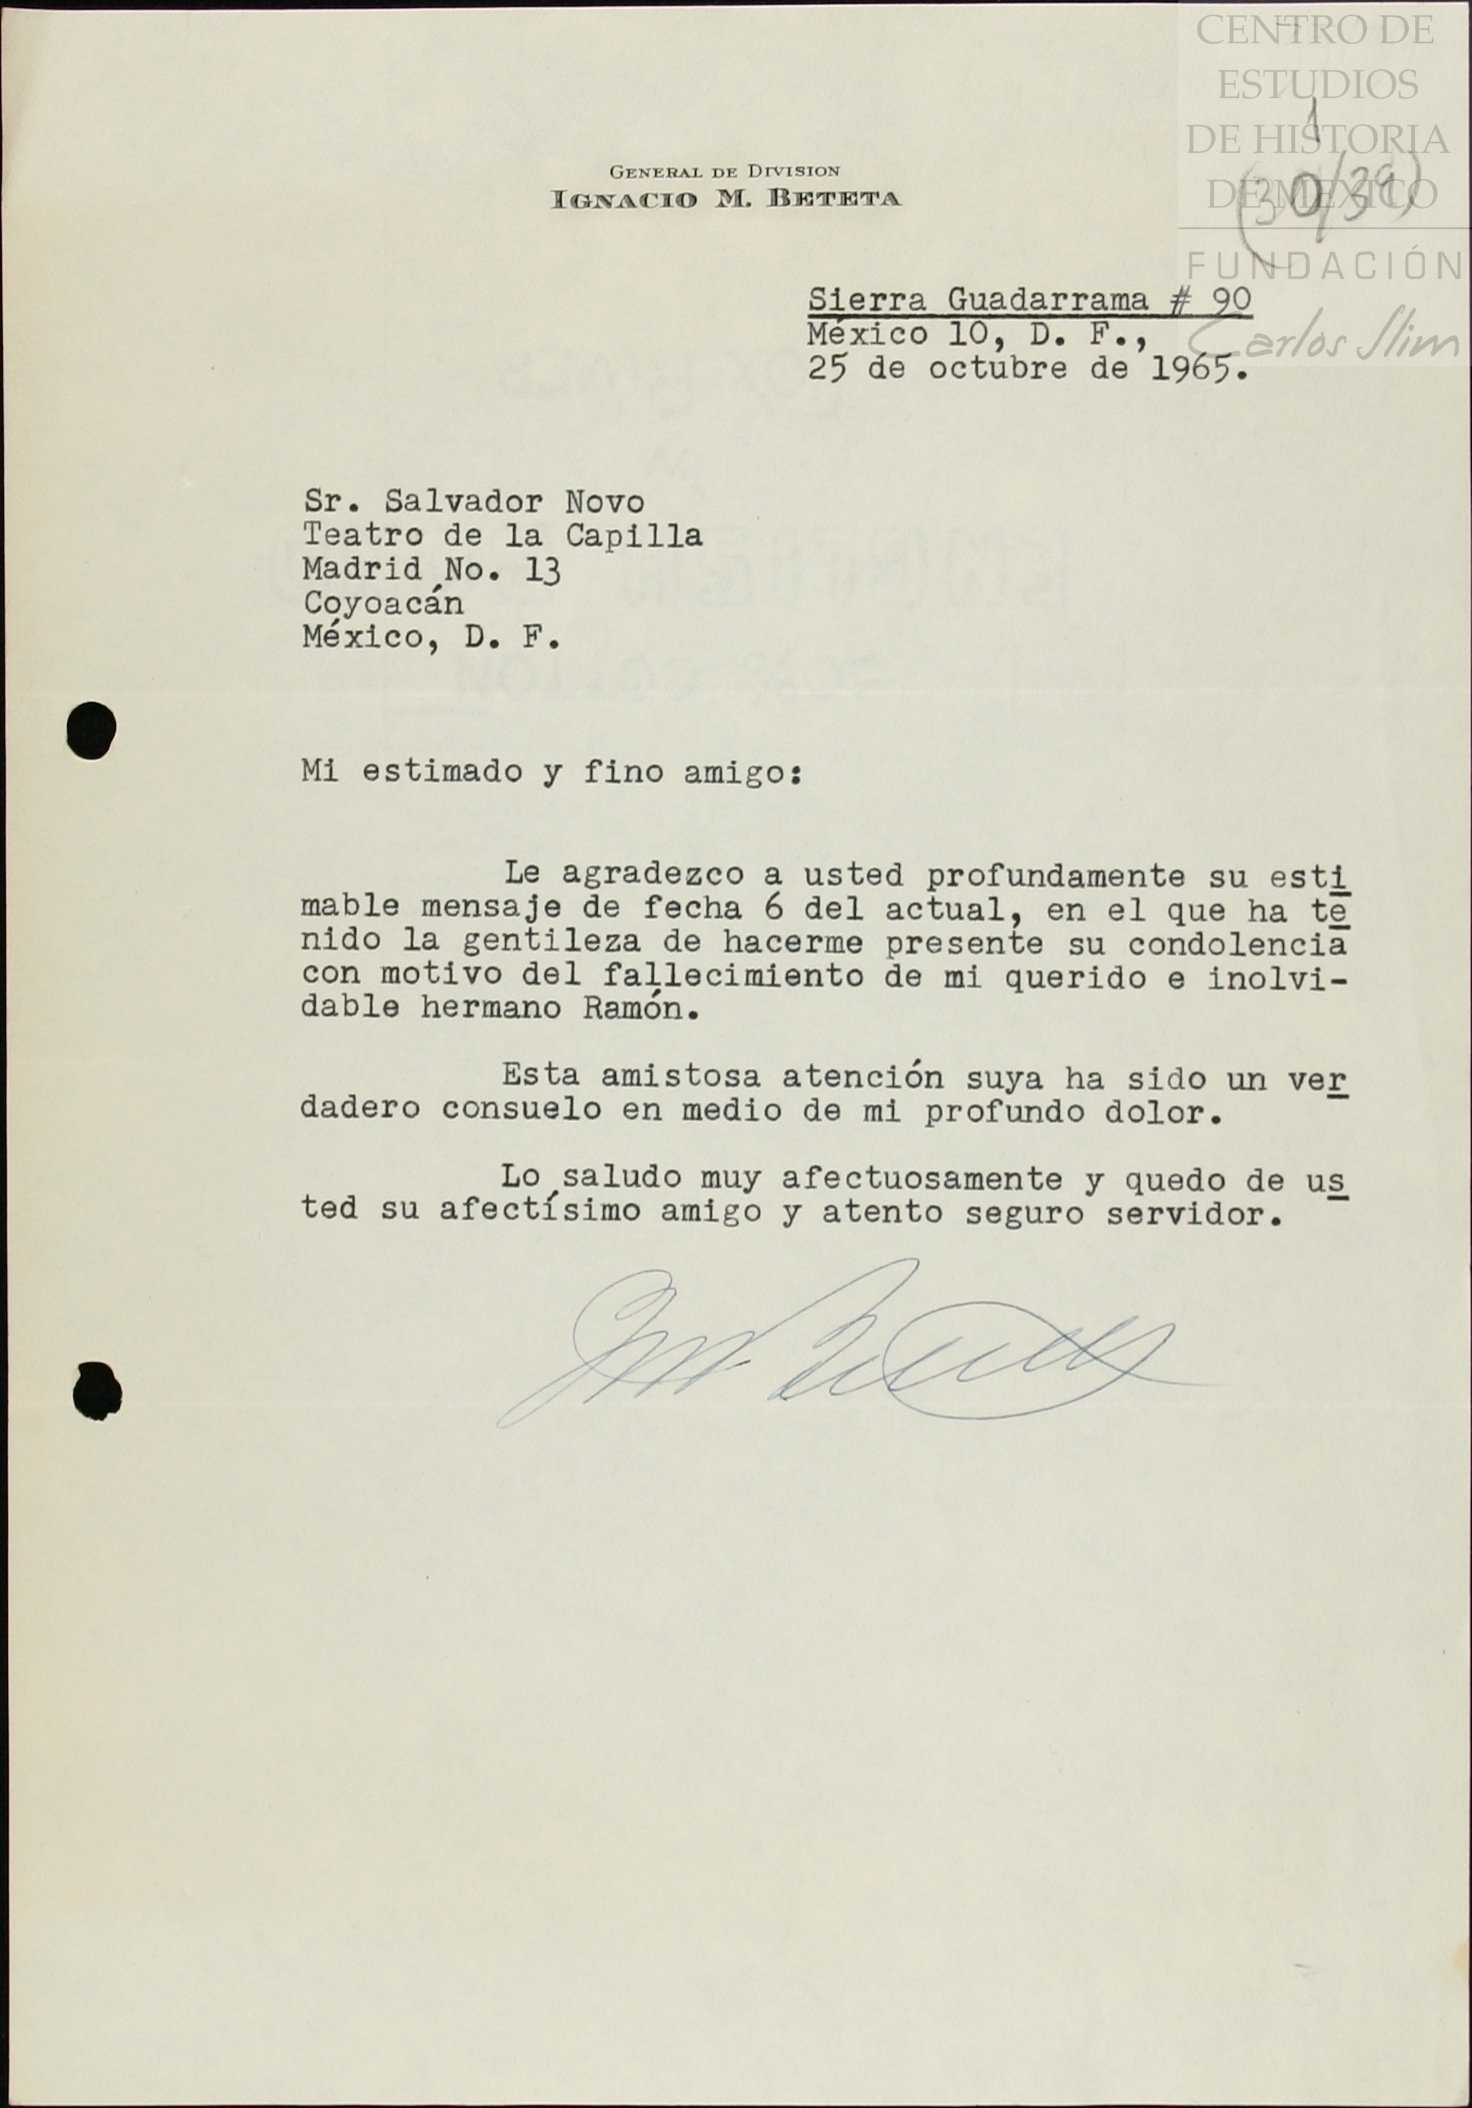 CENTRO DE
ESTUDIOS
DE HISTORIA
DE MÉXICO
FUNDACIÓN
Carlos Slim
1
(30/39)
GENERAL DE DIVISION
IGNACIO M. BETETA
Sierra Guadarrama # 90
México 10, D. F.,
25 de octubre de 1965.
Sr. Salvador Novo
Teatro de la Capilla
Madrid No. 13
Coyoacán
México, D. F.
Mi estimado y fino amigo:
Le agradezco a usted profundamente su esti
mable mensaje de fecha 6 del actual, en el que ha te
nido la gentileza de hacerme presente su condolencia
con motivo del fallecimiento de mi querido e inolvi-
dable hermano Ramón.
Esta amistosa atención suya ha sido un ver
dadero consuelo en medio de mi profundo dolor.
Lo saludo muy afectuosamente y quedo de us
ted su afectísimo amigo y atento seguro servidor.